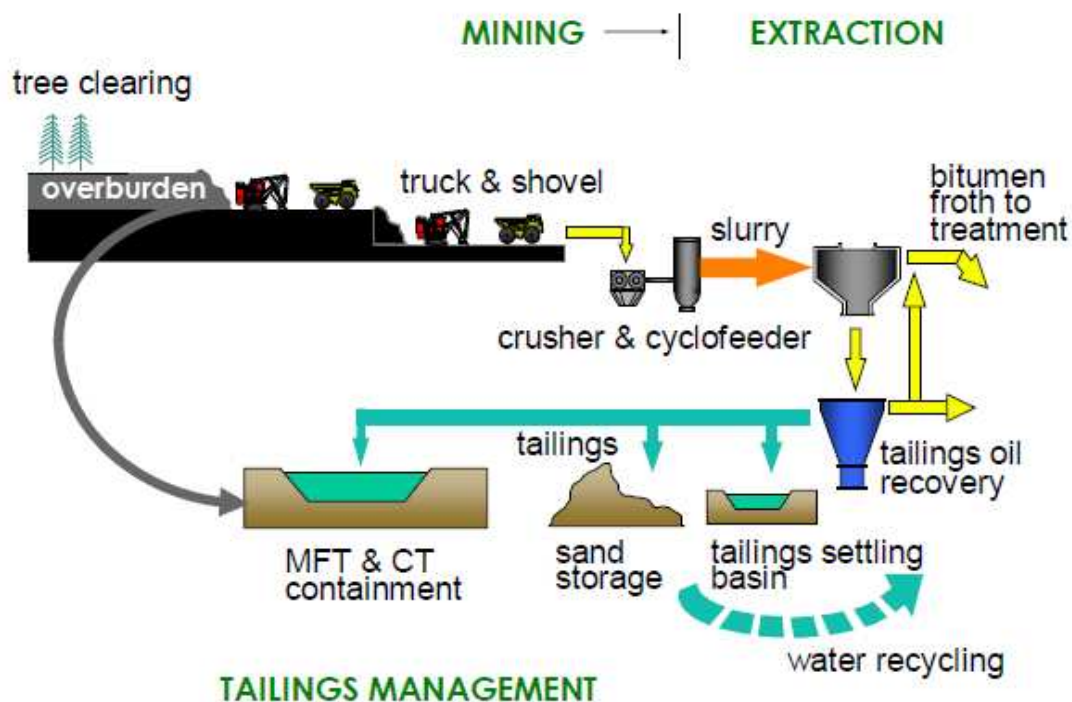 MINING
EXTRACTION
tree clearing
overburden
truck & shovel
slurry
bitumen
froth to
treatment
crusher & cyclofeeder
tailings
tailings oil
recovery
MFT & CT
containment
sand
storage
tailings settling
basin
water recycling
TAILINGS MANAGEMENT